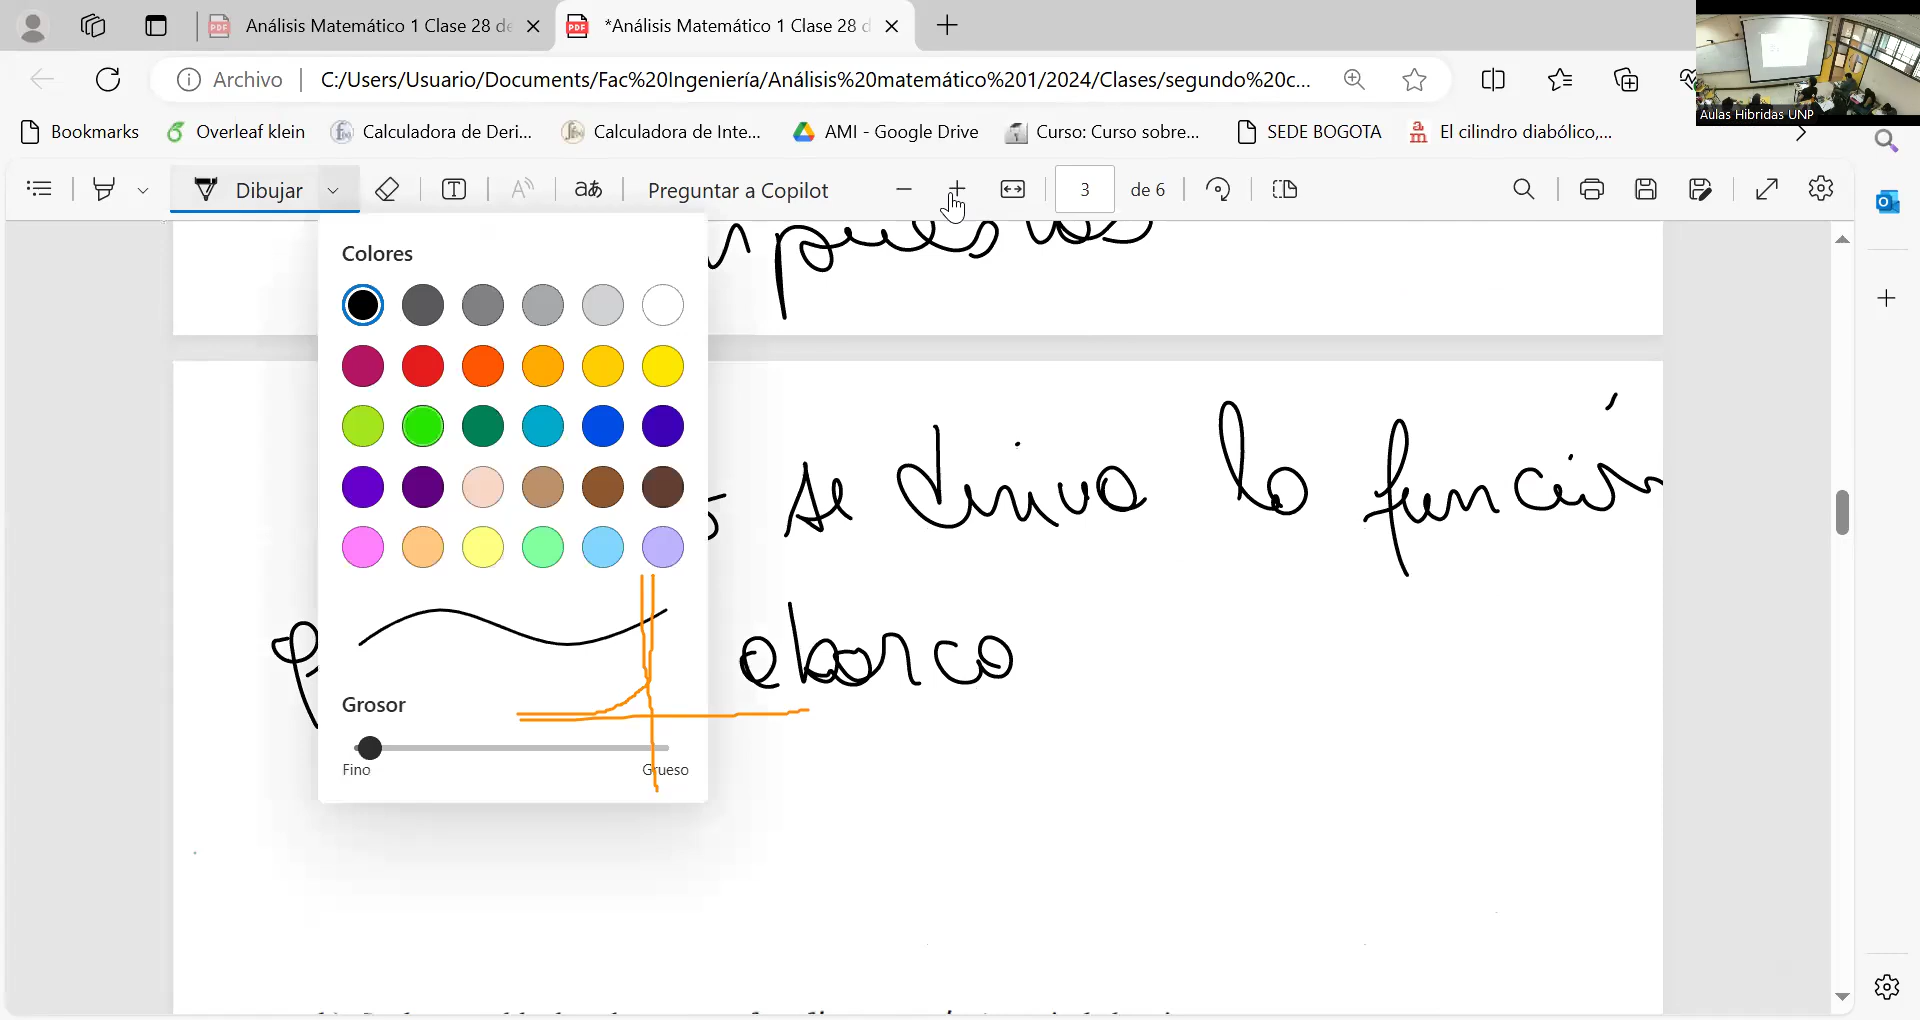 Análisis Matemático 1 Clase 28 de
*Análisis Matemático 1 Clase 28 d
Archivo
C:/Users/Usuario/Documents/Fac%20Ingeniería/Análisis%20matemático%201/2024/Clases/segundo%20c...
Aulas Hibridas UNP
Bookmarks
Overleaf klein
Calculadora de Deri...
Calculadora de Inte...
AMI - Google Drive
Curso: Curso sobre...
SEDE BOGOTA
El cilindro diabólico,...
Dibujar
Preguntar a Copilot
3
de 6
Colores
se deriva la función
abarca
Grosor
Fino
Grueso